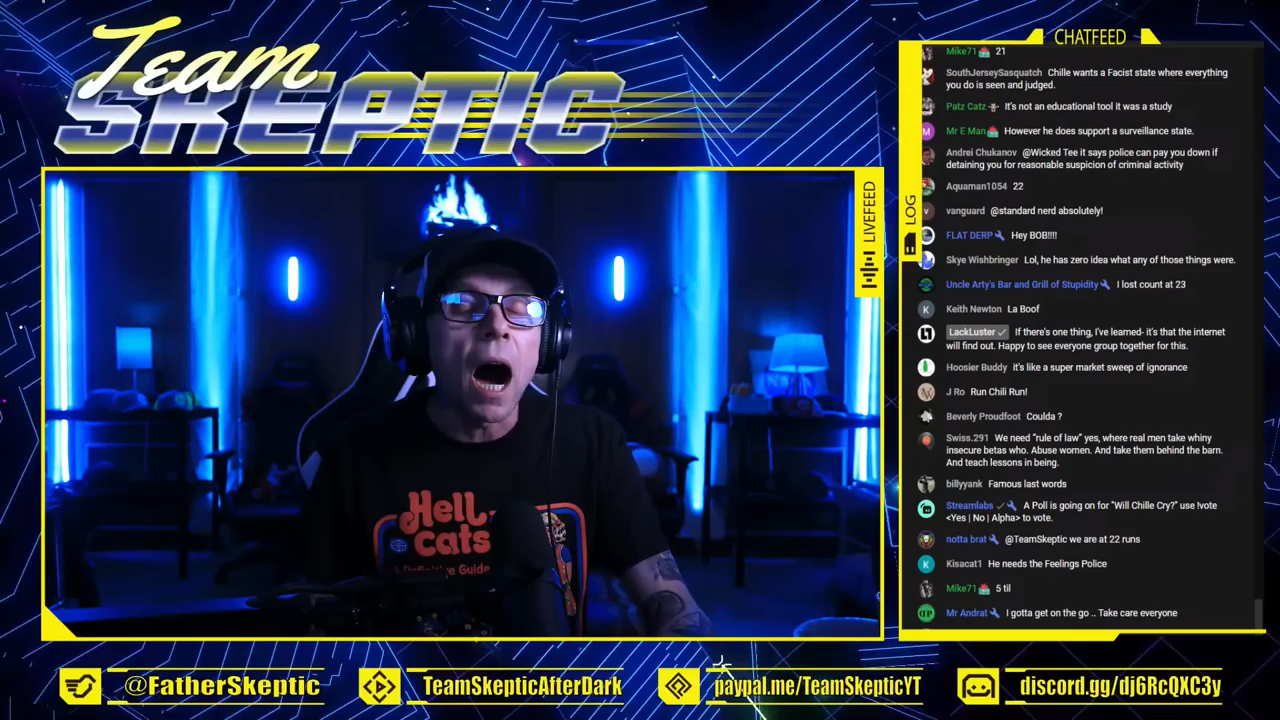 Team
SKEPTIC
LIVEFEED
Hell
Cats
A Definitive Guide
CHATFEED
LOG
Mike71 21
SouthJerseySasquatch Chille wants a Facist state where everything
you do is seen and judged.
Patz Catz It's not an educational tool it was a study
Mr E Man However he does support a surveillance state.
Andrei Chukanov @Wicked Tee it says police can pay you down if
detaining you for reasonable suspicion of criminal activity
Aquaman1054 22
vanguard @standard nerd absolutely!
FLAT DERP Hey BOB!!!!
Skye Wishbringer Lol, he has zero idea what any of those things were.
Uncle Arty's Bar and Grill of Stupidity I lost count at 23
Keith Newton La Boof
LackLuster If there's one thing, I've learned- it's that the internet
will find out. Happy to see everyone group together for this.
Hoosier Buddy it's like a super market sweep of ignorance
J Ro Run Chili Run!
Beverly Proudfoot Coulda ?
Swiss.291 We need "rule of law" yes, where real men take whiny
insecure betas who. Abuse women. And take them behind the barn.
And teach lessons in being.
billyyank Famous last words
Streamlabs A Poll is going on for "Will Chille Cry?" use !vote
<Yes | No | Alpha> to vote.
notta brat @TeamSkeptic we are at 22 runs
Kisacat1 He needs the Feelings Police
Mike71 5 til
Mr Andrat I gotta get on the go .. Take care everyone
@FatherSkeptic
TeamSkepticAfterDark
paypal.me/TeamSkepticYT
discord.gg/dj6RcQXC3y